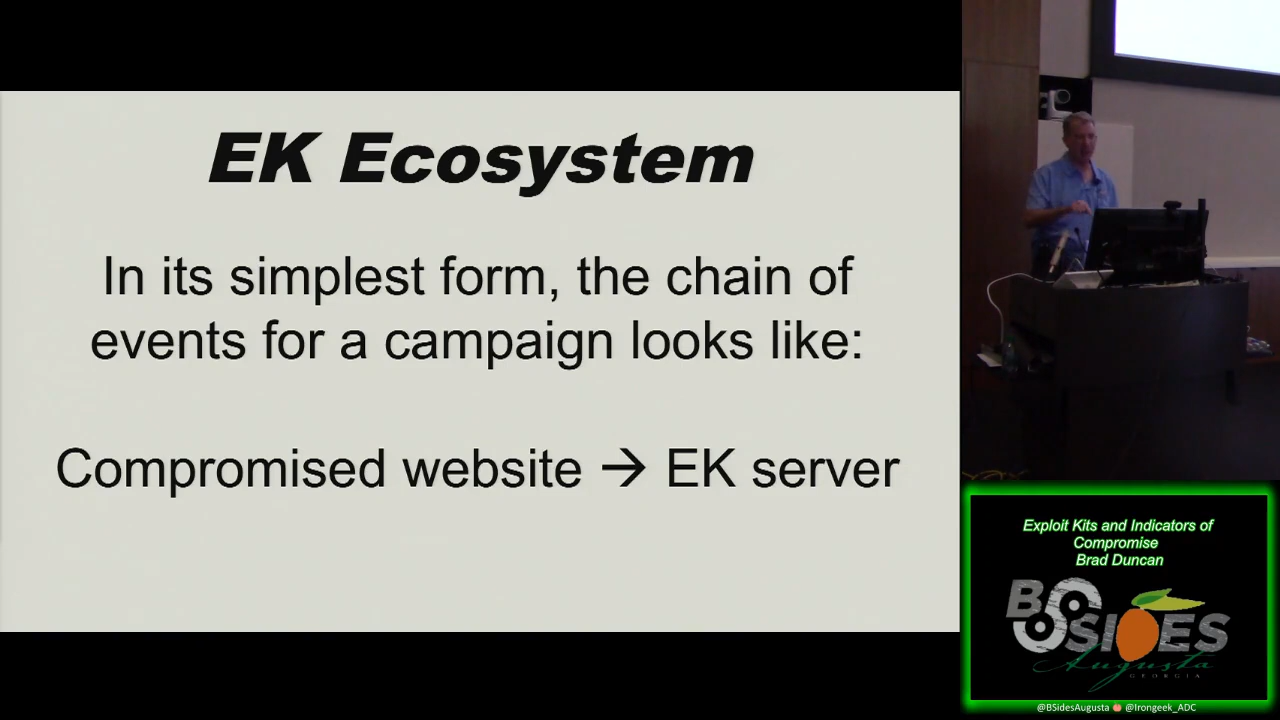 EK Ecosystem
In its simplest form, the chain of
events for a campaign looks like:
Compromised website → EK server
Exploit Kits and Indicators of
Compromise
Brad Duncan
BSIDES
Augusta
GEORGIA
@BSidesAugusta @Irongeek_ADC